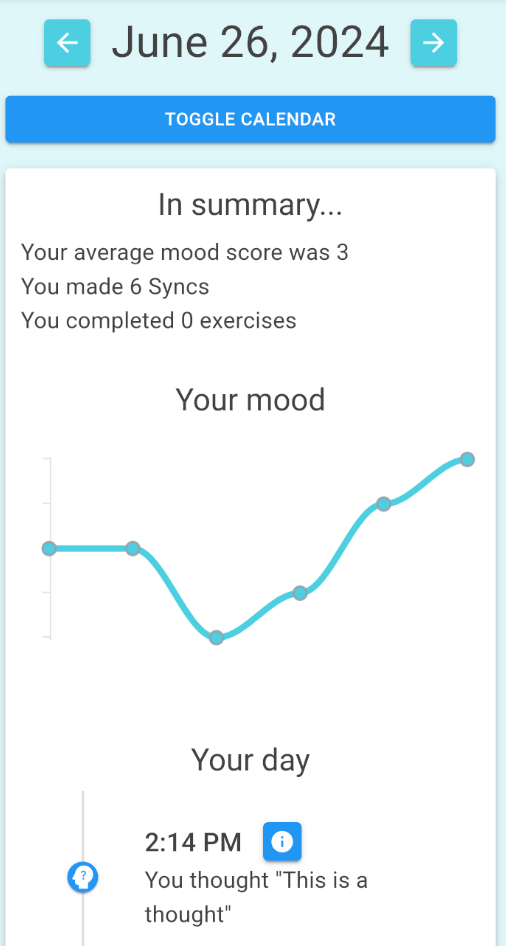 June 26, 2024
TOGGLE CALENDAR
In summary...
Your average mood score was 3
You made 6 Syncs
You completed 0 exercises
Your mood
Your day
2:14 PM
You thought "This is a
thought"